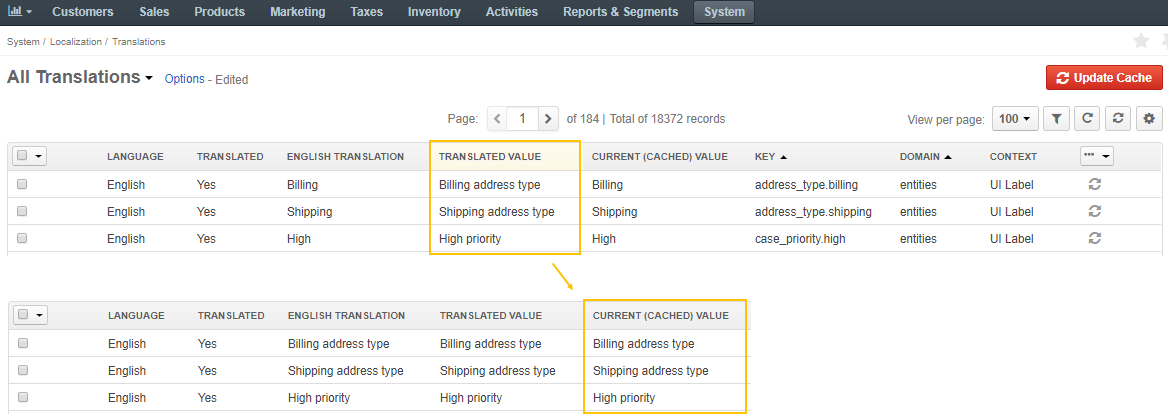 Customers Sales Products Marketing Taxes Inventory Activities Reports & Segments System
System / Localization / Translations
All Translations Options - Edited Update Cache
Page: 1 of 184 | Total of 18372 records View per page: 100
LANGUAGE TRANSLATED ENGLISH TRANSLATION TRANSLATED VALUE CURRENT (CACHED) VALUE KEY DOMAIN CONTEXT
English Yes Billing Billing address type Billing address_type.billing entities UI Label
English Yes Shipping Shipping address type Shipping address_type.shipping entities UI Label
English Yes High High priority High case_priority.high entities UI Label
LANGUAGE TRANSLATED ENGLISH TRANSLATION TRANSLATED VALUE CURRENT (CACHED) VALUE
English Yes Billing address type Billing address type Billing address type
English Yes Shipping address type Shipping address type Shipping address type
English Yes High priority High priority High priority